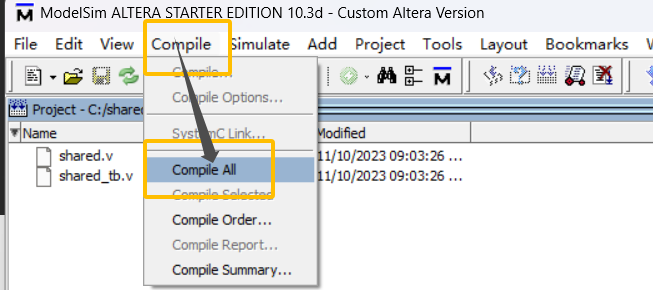 ModelSim ALTERA STARTER EDITION 10.3d - Custom Altera Version
File Edit View Compile Simulate Add Project Tools Layout Bookmarks
Compile...
Compile Options...
SystemC Link...
Compile All
Compile Selected
Compile Order...
Compile Report...
Compile Summary...
Project - C:/shared
Name Modified
shared.v 11/10/2023 09:03:26 ...
shared_tb.v 11/10/2023 09:03:26 ...